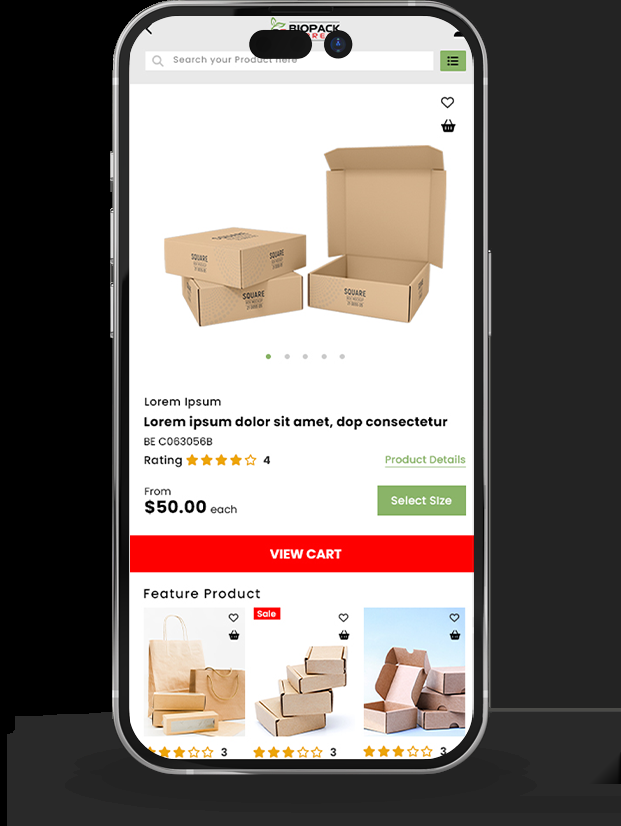 BIOPACK
Search your Product here
SQUARE
SQUARE
SQUARE
SQUARE
Lorem Ipsum
Lorem ipsum dolor sit amet, dop consectetur
BE C063056B
Rating 4
Product Details
From
$50.00 each
Select SIze
VIEW CART
Feature Product
Sale
3
3
3